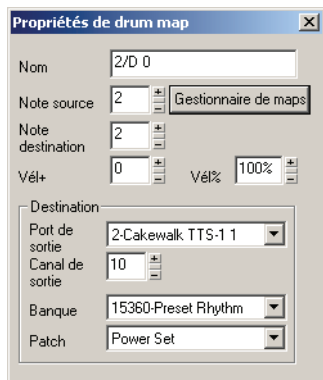 Propriétés de drum map
Nom 2/D 0
Note source 2 Gestionnaire de maps
Note
destination 2
Vél+ 0 Vél% 100%
Destination
Port de
sortie 2-Cakewalk TTS-1 1
Canal de
sortie 10
Banque 15360-Preset Rhythm
Patch Power Set